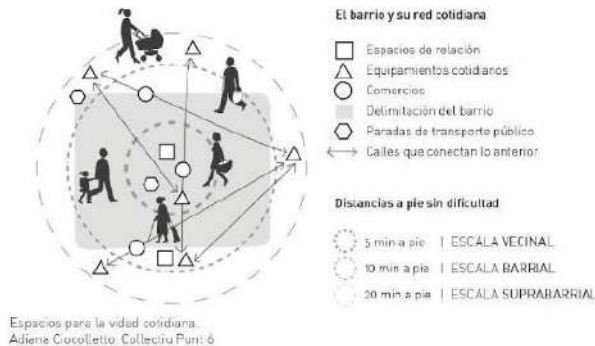 El barrio y su red cotidiana
Espacios de relación
Equipamientos cotidianos
Comercios
Delimitación del barrio
Paradas de transporte público
Calles que conectan lo anterior
Distancias a pie sin dificultad
5 min a pie | ESCALA VECINAL
10 min a pie | ESCALA BARRIAL
20 min a pie | ESCALA SUPRABARRIAL
Espacios para la vidad cotidiana.
Adriana Ciocolletto. Col·lectiu Punt 6